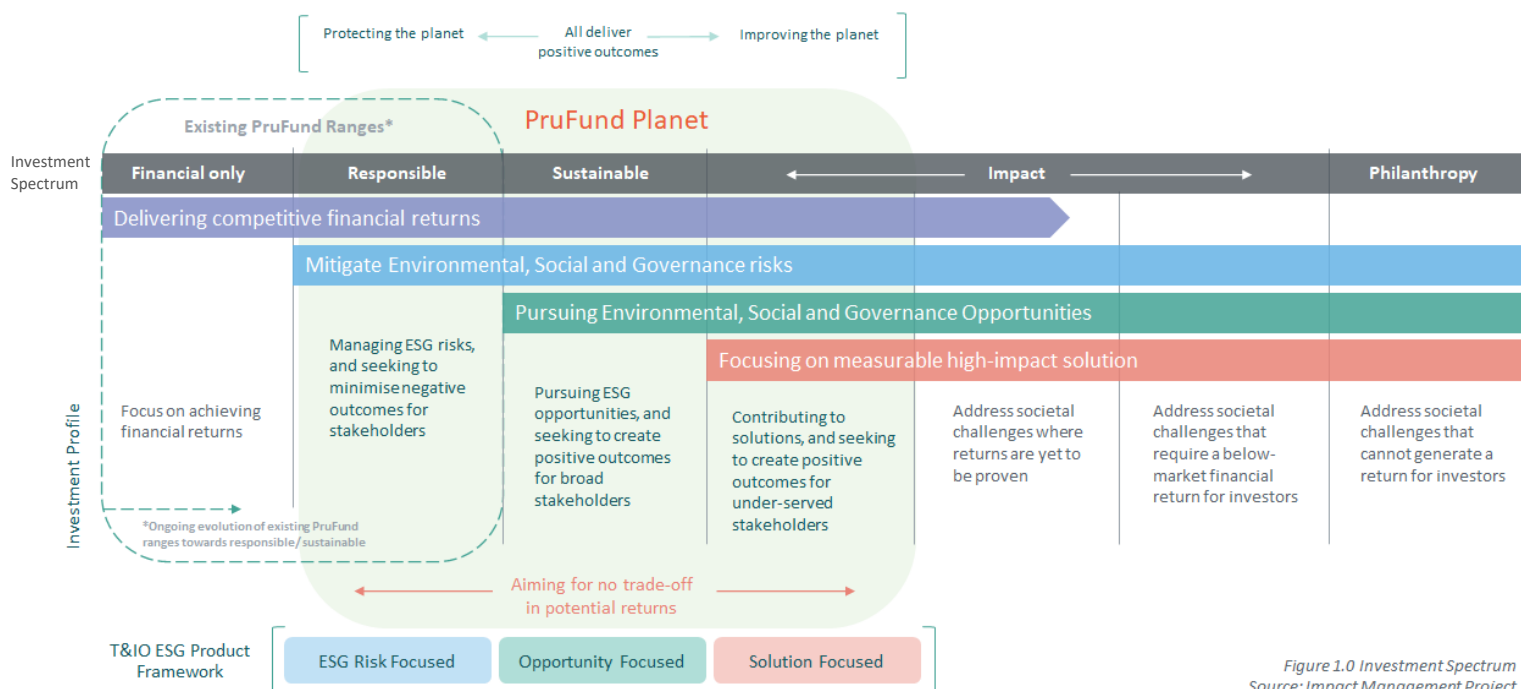 Protecting the planet
All deliver
positive outcomes
Improving the planet
Existing PruFund Ranges*
PruFund Planet
Investment
Spectrum
Financial only
Responsible
Sustainable
Impact
Philanthropy
Delivering competitive financial returns
Mitigate Environmental, Social and Governance risks
Pursuing Environmental, Social and Governance Opportunities
Focusing on measurable high-impact solution
Investment Profile
Focus on achieving
financial returns
Managing ESG risks,
and seeking to
minimise negative
outcomes for
stakeholders
Pursuing ESG
opportunities, and
seeking to create
positive outcomes
for broad
stakeholders
Contributing to
solutions, and seeking
to create positive
outcomes for
under-served
stakeholders
Address societal
challenges where
returns are yet to
be proven
Address societal
challenges that
require a below-
market financial
return for investors
Address societal
challenges that
cannot generate a
return for investors
*Ongoing evolution of existing PruFund
ranges towards responsible/sustainable
Aiming for no trade-off
in potential returns
T&IO ESG Product
Framework
ESG Risk Focused
Opportunity Focused
Solution Focused
Figure 1.0 Investment Spectrum
Source: Impact Management Project